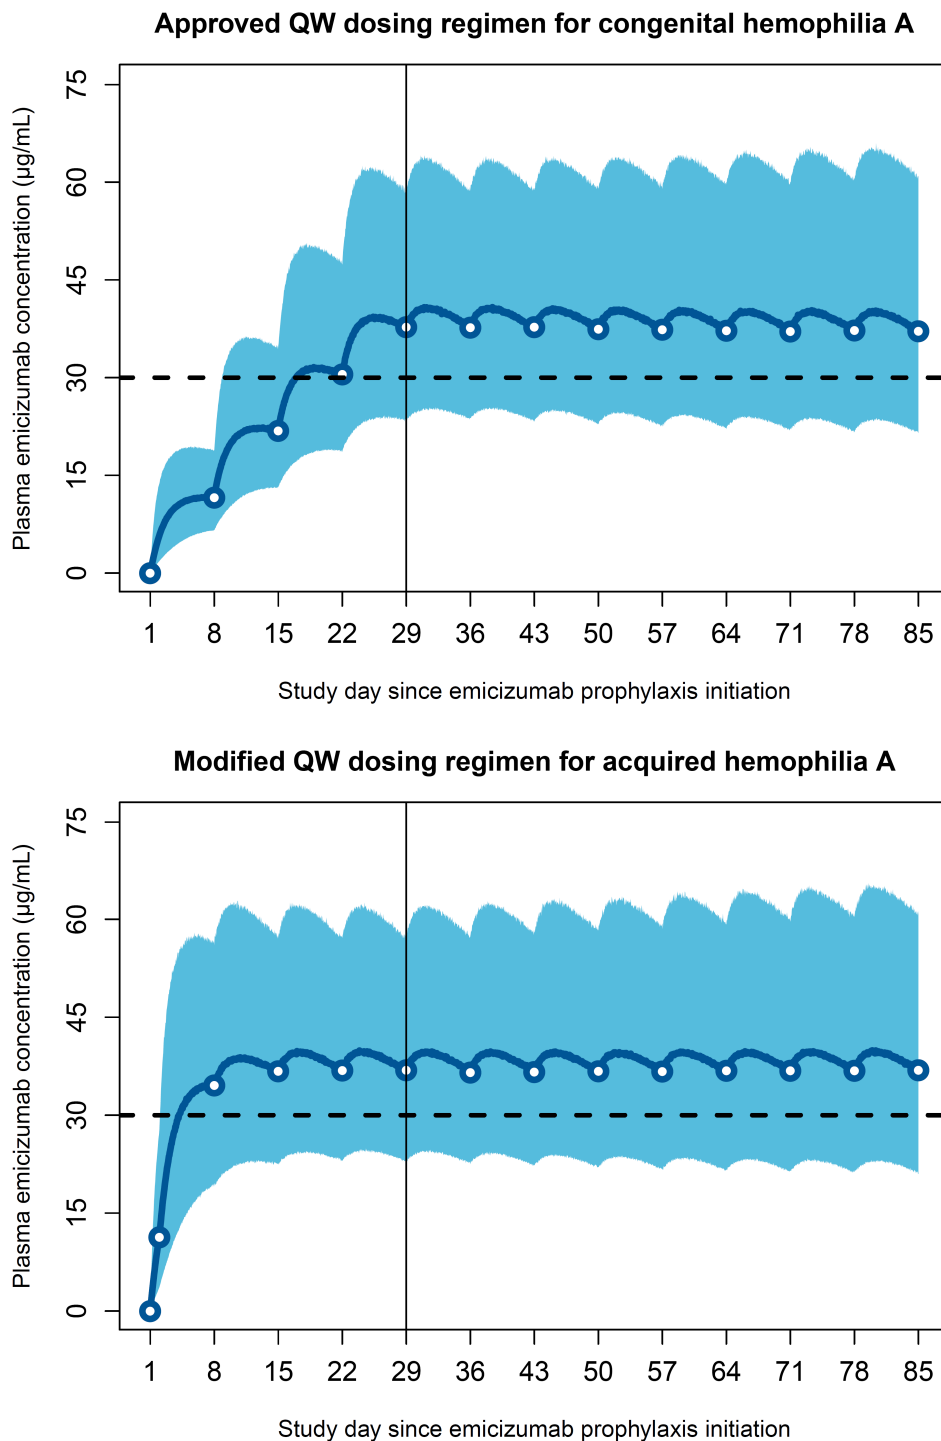 Approved QW dosing regimen for congenital hemophilia A
Plasma emicizumab concentration (µg/mL)
75
60
45
30
15
0
1 8 15 22 29 36 43 50 57 64 71 78 85
Study day since emicizumab prophylaxis initiation
Modified QW dosing regimen for acquired hemophilia A
Plasma emicizumab concentration (µg/mL)
75
60
45
30
15
0
1 8 15 22 29 36 43 50 57 64 71 78 85
Study day since emicizumab prophylaxis initiation